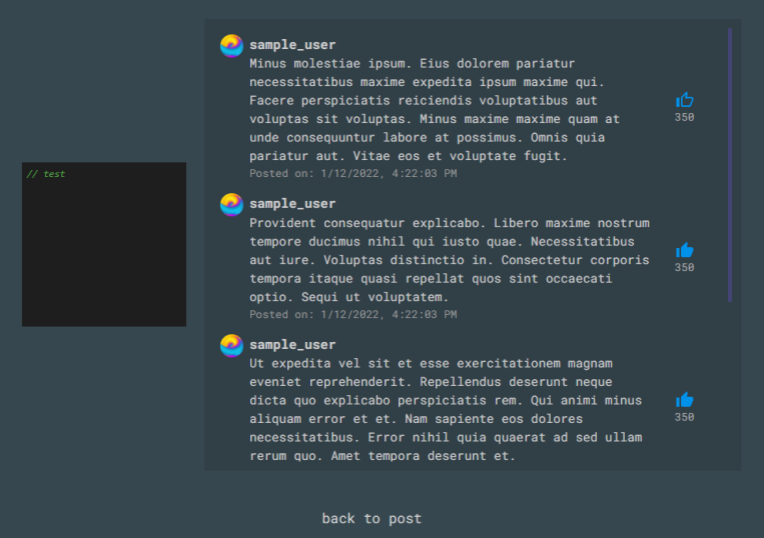 // test
sample_user
Minus molestiae ipsum. Eius dolorem pariatur
necessitatibus maxime expedita ipsum maxime qui.
Facere perspiciatis reiciendis voluptatibus aut
voluptas sit voluptas. Minus maxime maxime quam at
unde consequuntur labore at possimus. Omnis quia
pariatur aut. Vitae eos et voluptate fugit.
Posted on: 1/12/2022, 4:22:03 PM
350
sample_user
Provident consequatur explicabo. Libero maxime nostrum
tempore ducimus nihil qui iusto quae. Necessitatibus
aut iure. Voluptas distinctio in. Consectetur corporis
tempora itaque quasi repellat quos sint occaecati
optio. Sequi ut voluptatem.
Posted on: 1/12/2022, 4:22:03 PM
350
sample_user
Ut expedita vel sit et esse exercitationem magnam
eveniet reprehenderit. Repellendus deserunt neque
dicta quo explicabo perspiciatis rem. Qui animi minus
aliquam error et et. Nam sapiente eos dolores
necessitatibus. Error nihil quia quaerat ad sed ullam
rerum quo. Amet tempora deserunt et.
350
back to post